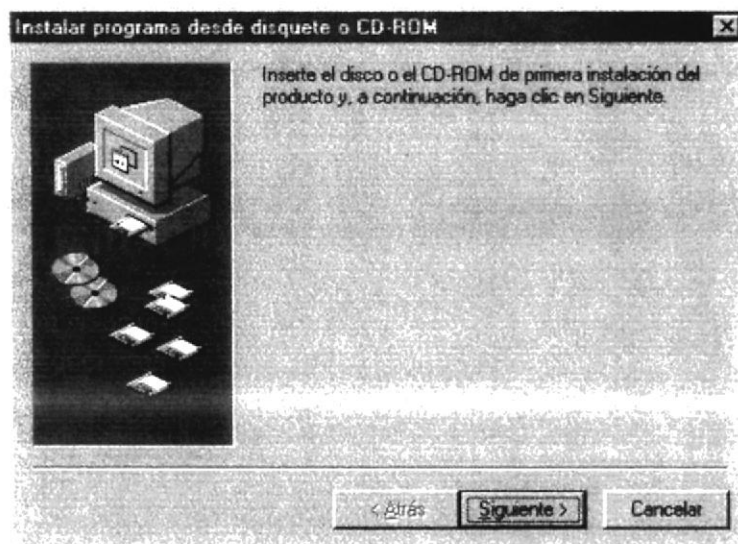 Instalar programa desde disquete o CD-ROM
Inserte el disco o el CD-ROM de primera instalación del
producto y, a continuación, haga clic en Siguiente.
< Atrás
Siguiente >
Cancelar